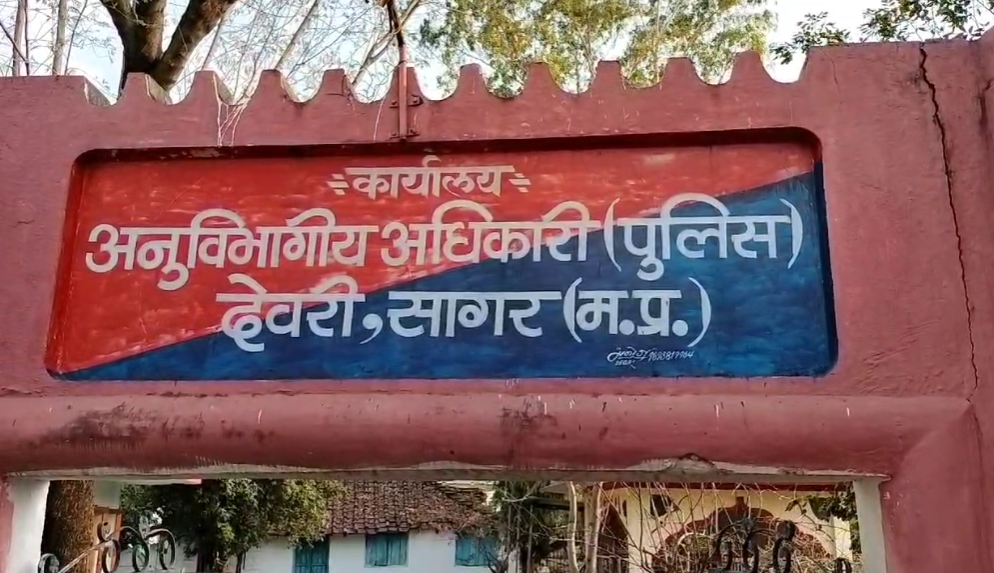 कार्यालय
अनुविभागीय अधिकारी (पुलिस)
देवरी, सागर (म.प्र.)